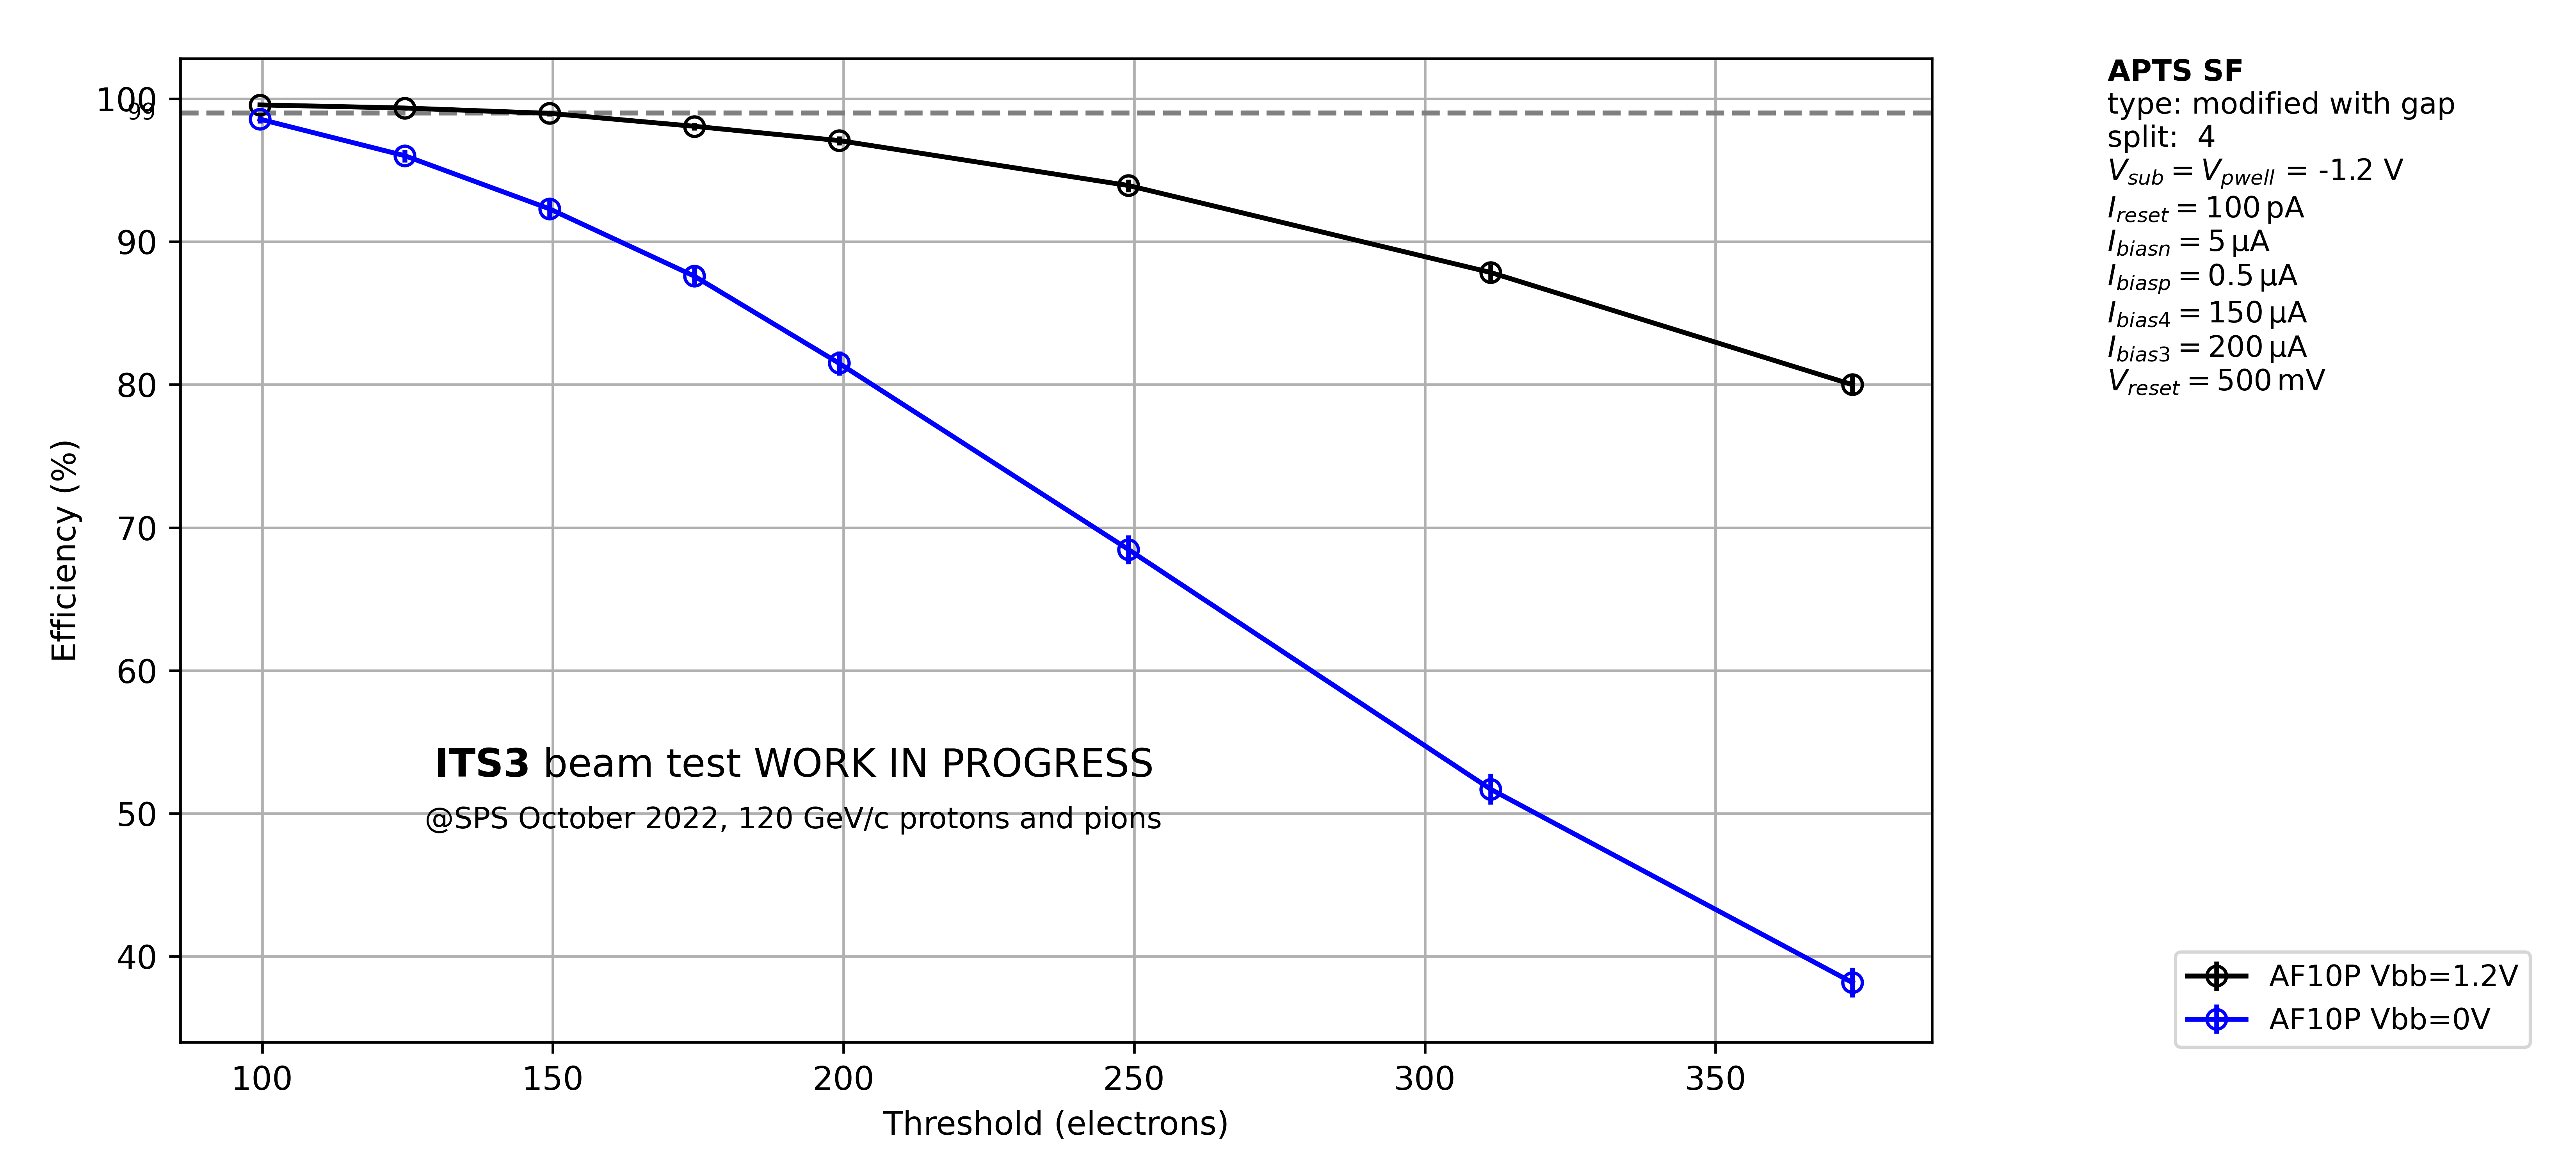 100
99
90
80
70
60
50
40
Efficiency (%)
ITS3 beam test WORK IN PROGRESS
@SPS October 2022, 120 GeV/c protons and pions
100 150 200 250 300 350
Threshold (electrons)
APTS SF
type: modified with gap
split: 4
V_sub = V_pwell = -1.2 V
I_reset = 100 pA
I_biasn = 5 µA
I_biasp = 0.5 µA
I_bias4 = 150 µA
I_bias3 = 200 µA
V_reset = 500 mV
AF10P Vbb=1.2V
AF10P Vbb=0V